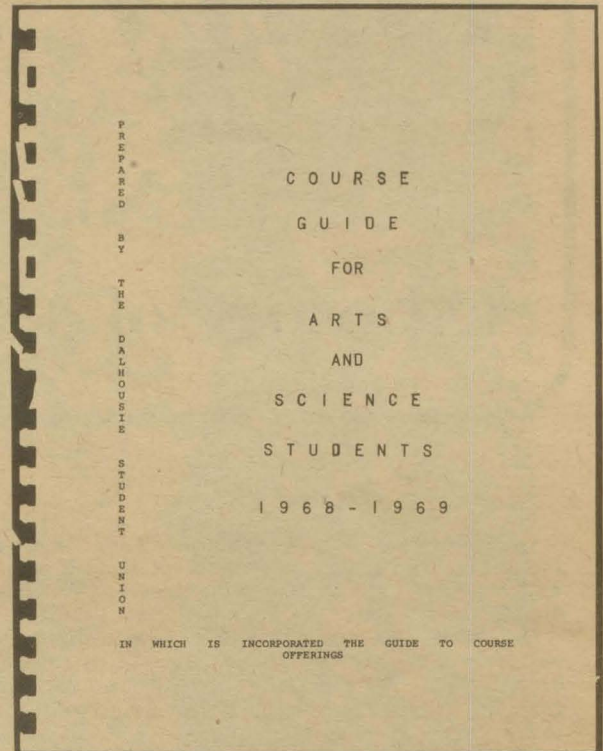 PREPARED BY THE DALHOUSIE STUDENT UNION
COURSE
GUIDE
FOR
ARTS
AND
SCIENCE
STUDENTS
1968-1969
IN WHICH IS INCORPORATED THE GUIDE TO COURSE
OFFERINGS